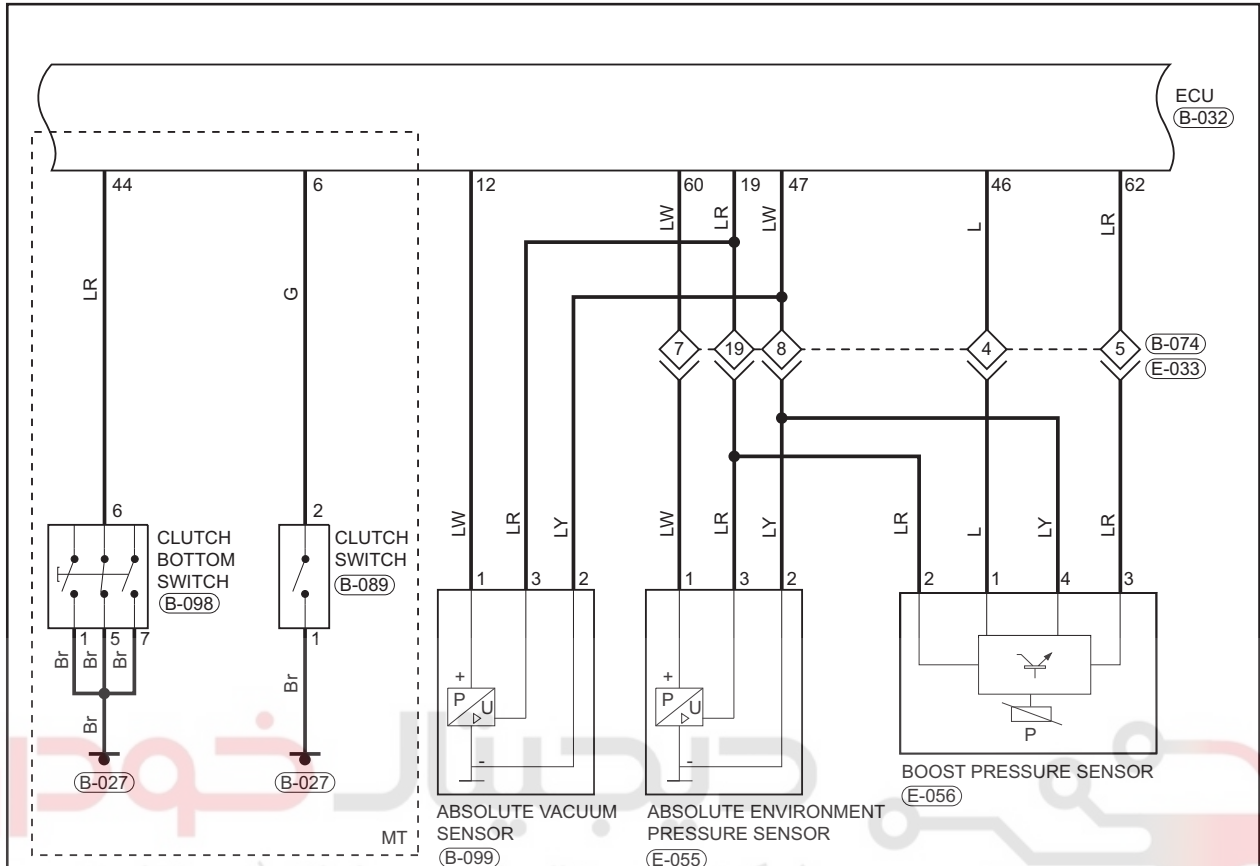 ECU
B-032
44
6
12
60
19
47
46
62
LW
LR
LW
L
LR
LR
G
7
19
8
4
5
B-074
E-033
6
2
CLUTCH
BOTTOM
SWITCH
B-098
CLUTCH
SWITCH
B-089
LW
LR
LY
LW
LR
LY
LR
L
LY
LR
1
3
2
1
3
2
2
1
4
3
1
5
7
1
Br
Br
Br
Br
Br
+
P
U
-
+
P
U
-
P
B-027
B-027
MT
ABSOLUTE VACUUM
SENSOR
B-099
ABSOLUTE ENVIRONMENT
PRESSURE SENSOR
E-055
BOOST PRESSURE SENSOR
E-056
دیجیتال خودرو